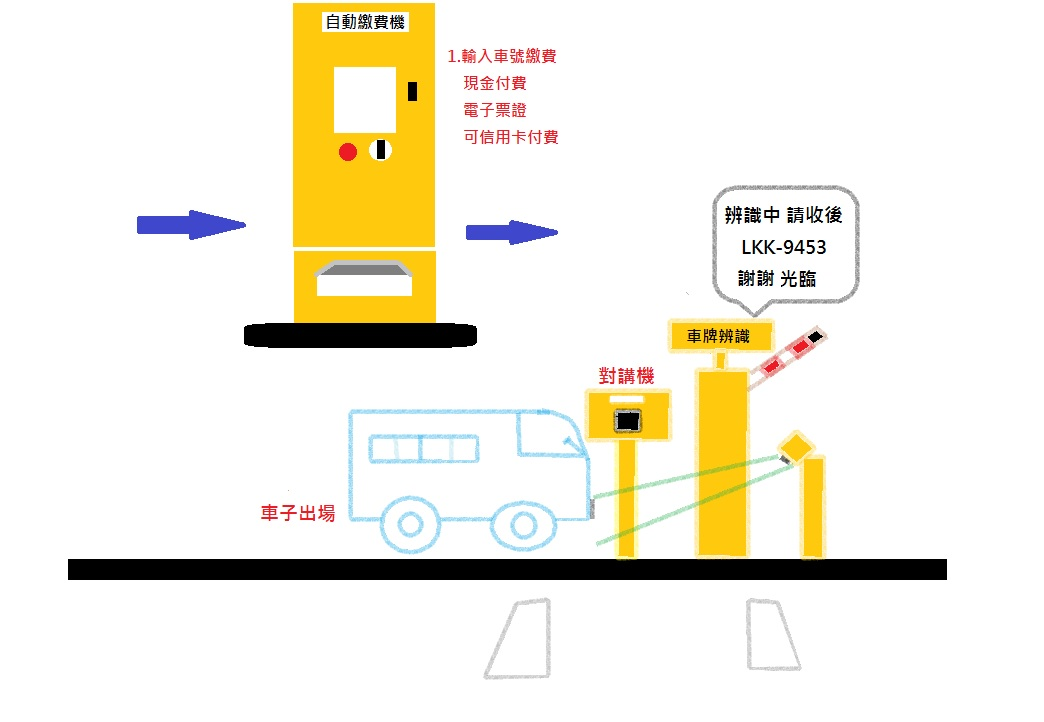 自動繳費機
1.輸入車號繳費
現金付費
電子票證
可信用卡付費
辨識中 請收後
LKK-9453
謝謝 光臨
車牌辨識
對講機
車子出場